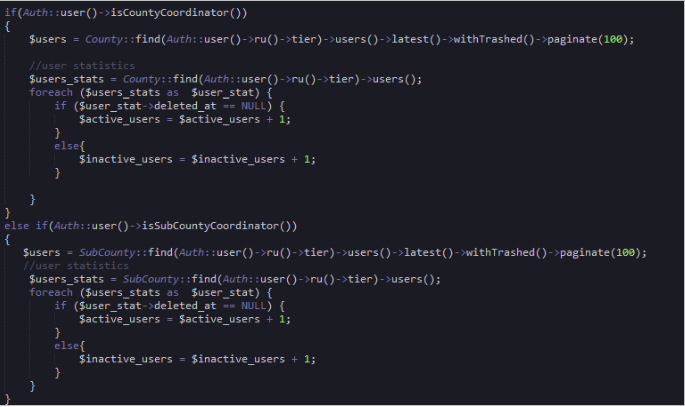 if(Auth::user()->isCountyCoordinator())
{
    $users = County::find(Auth::user()->ru()->tier)->users()->latest()->withTrashed()->paginate(100);
    //user statistics
    $users_stats = County::find(Auth::user()->ru()->tier)->users();
    foreach ($users_stats as  $user_stat) {
        if ($user_stat->deleted_at == NULL) {
            $active_users = $active_users + 1;
        }
        else{
            $inactive_users = $inactive_users + 1;
        }
    }
}
else if(Auth::user()->isSubCountyCoordinator())
{
   $users = SubCounty::find(Auth::user()->ru()->tier)->users()->latest()->withTrashed()->paginate(100);
   //user statistics
    $users_stats = SubCounty::find(Auth::user()->ru()->tier)->users();
    foreach ($users_stats as  $user_stat) {
        if ($user_stat->deleted_at == NULL) {
            $active_users = $active_users + 1;
        }
        else{
            $inactive_users = $inactive_users + 1;
        }
    }
}